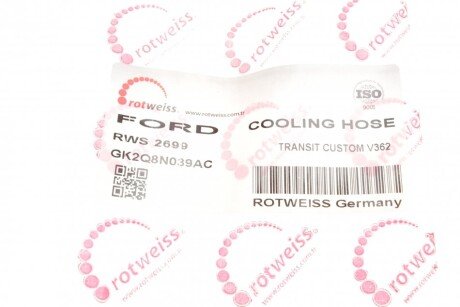 rotweiss
www.rotweiss.com.tr
FORD
RWS 2699
GK2Q8N039AC
ISO
9001
COOLING HOSE
TRANSIT CUSTOM V362
ROTWEISS Germany
rotweiss
rotweiss
rotweiss
rotweiss
rotweiss
rotweiss